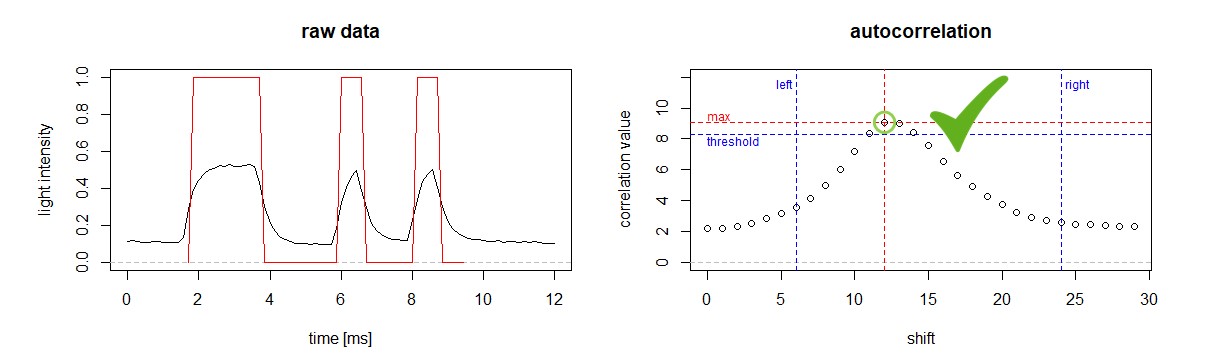 raw data
light intensity
0.0 0.2 0.4 0.6 0.8 1.0
0 2 4 6 8 10 12
time [ms]
autocorrelation
correlation value
0 2 4 6 8 10
left
right
max
threshold
0 5 10 15 20 25 30
shift